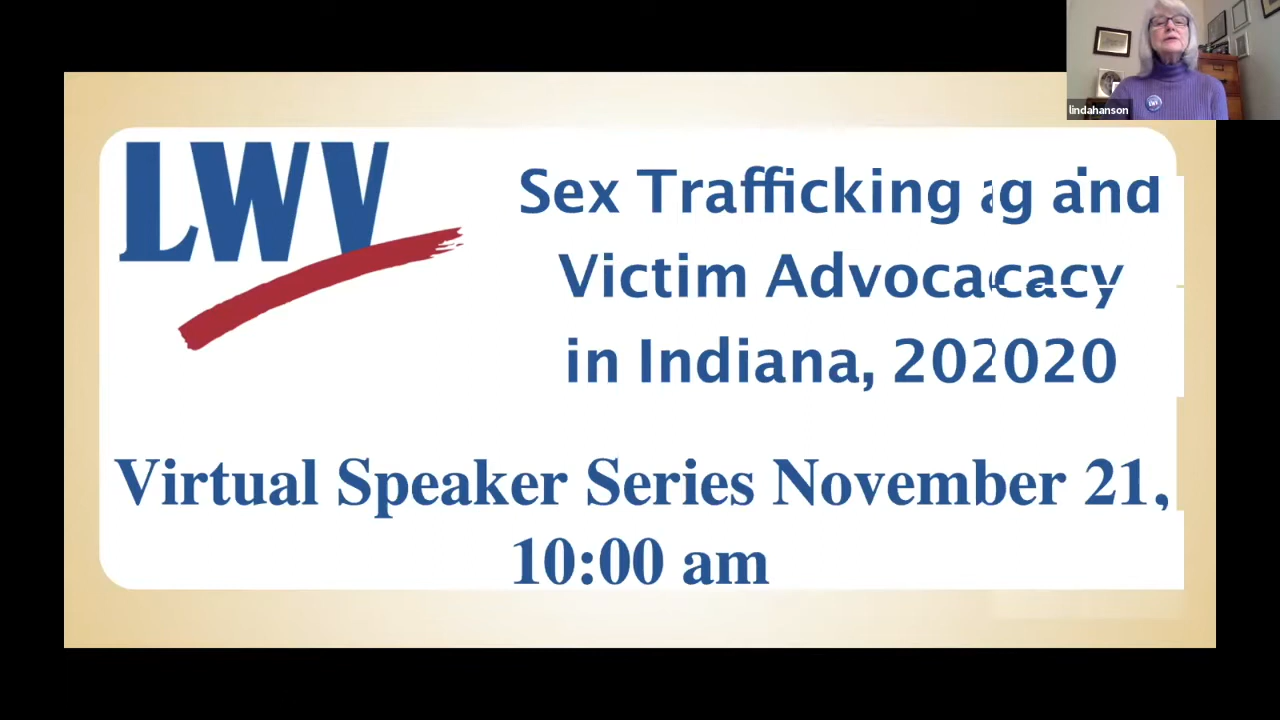 lindahanson
LWV
Sex Trafficking ag and
Victim Advocacacy
in Indiana, 202020
Virtual Speaker Series November 21,
10:00 am